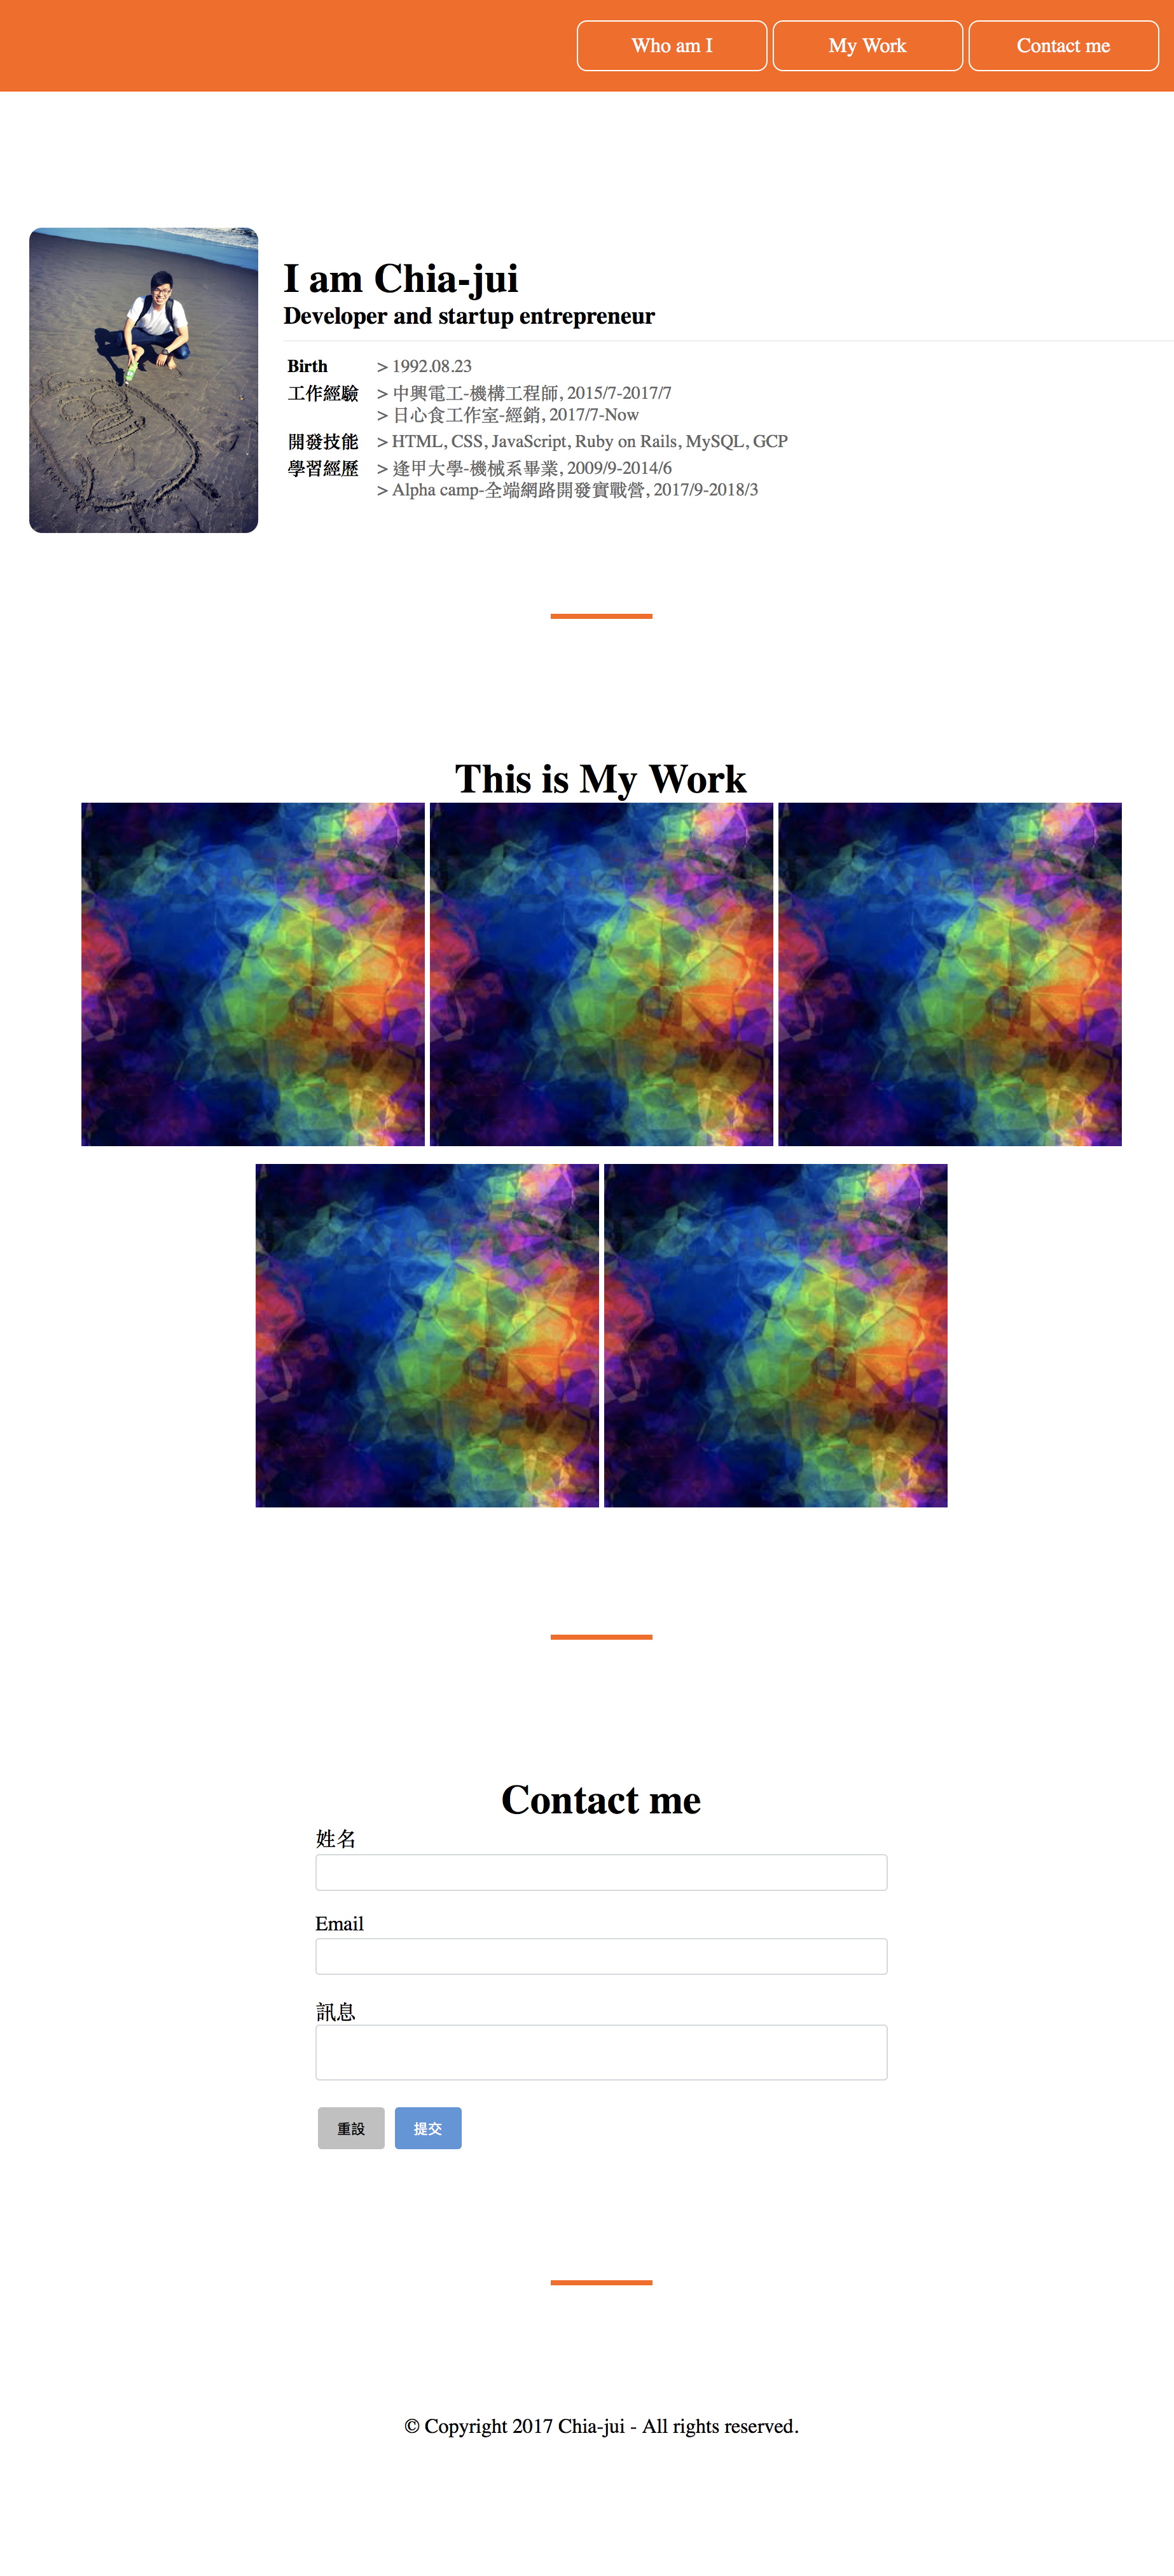 Who am I
My Work
Contact me
I am Chia-jui
Developer and startup entrepreneur
Birth > 1992.08.23
工作經驗 > 中興電工-機構工程師, 2015/7-2017/7
> 日心食工作室-經銷, 2017/7-Now
開發技能 > HTML, CSS, JavaScript, Ruby on Rails, MySQL, GCP
學習經歷 > 逢甲大學-機械系畢業, 2009/9-2014/6
> Alpha camp-全端網路開發實戰營, 2017/9-2018/3
This is My Work
Contact me
姓名
Email
訊息
重設 提交
© Copyright 2017 Chia-jui - All rights reserved.